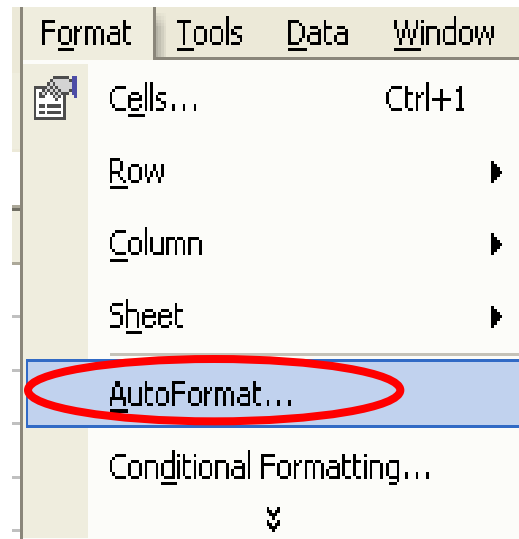 Format Tools Data Window
Cells... Ctrl+1
Row
Column
Sheet
AutoFormat...
Conditional Formatting...